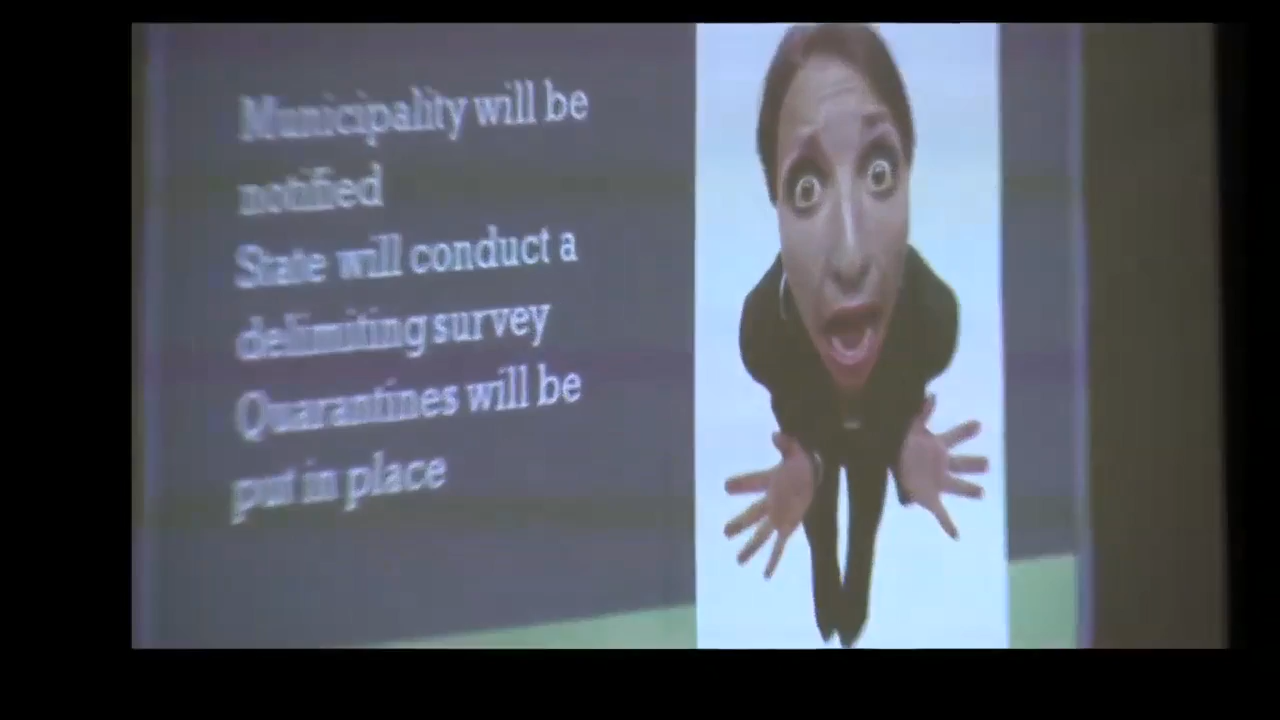 Municipality will be
notified
State will conduct a
delimiting survey
Quarantines will be
put in place